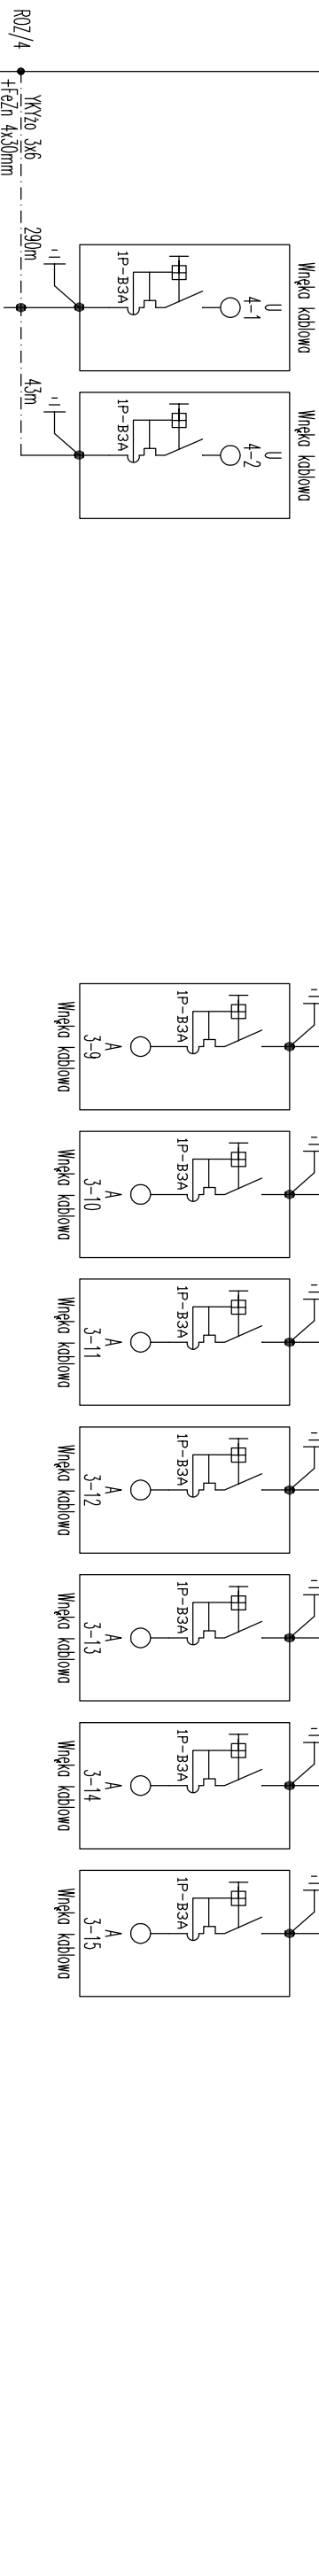 ROZ/4
YKYżo 3x6
+FeZn 4x30mm
290m
43m
Wnęka kablowa
U
4-1
1P-B3A
Wnęka kablowa
U
4-2
1P-B3A
1P-B3A
A
3-9
Wnęka kablowa
1P-B3A
A
3-10
Wnęka kablowa
1P-B3A
A
3-11
Wnęka kablowa
1P-B3A
A
3-12
Wnęka kablowa
1P-B3A
A
3-13
Wnęka kablowa
1P-B3A
A
3-14
Wnęka kablowa
1P-B3A
A
3-15
Wnęka kablowa